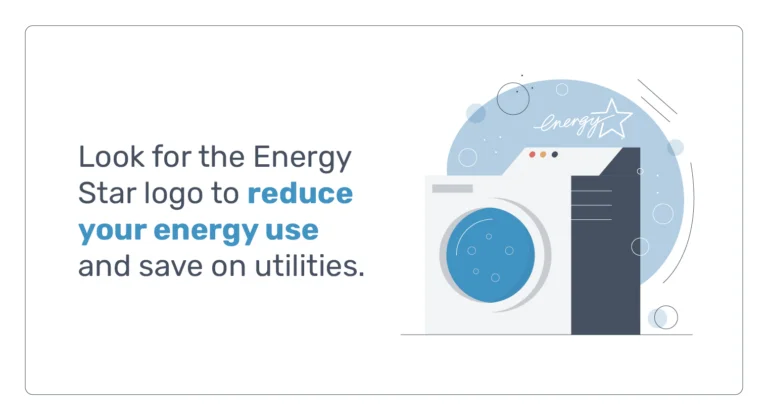 energy
Look for the Energy
Star logo to reduce
your energy use
and save on utilities.